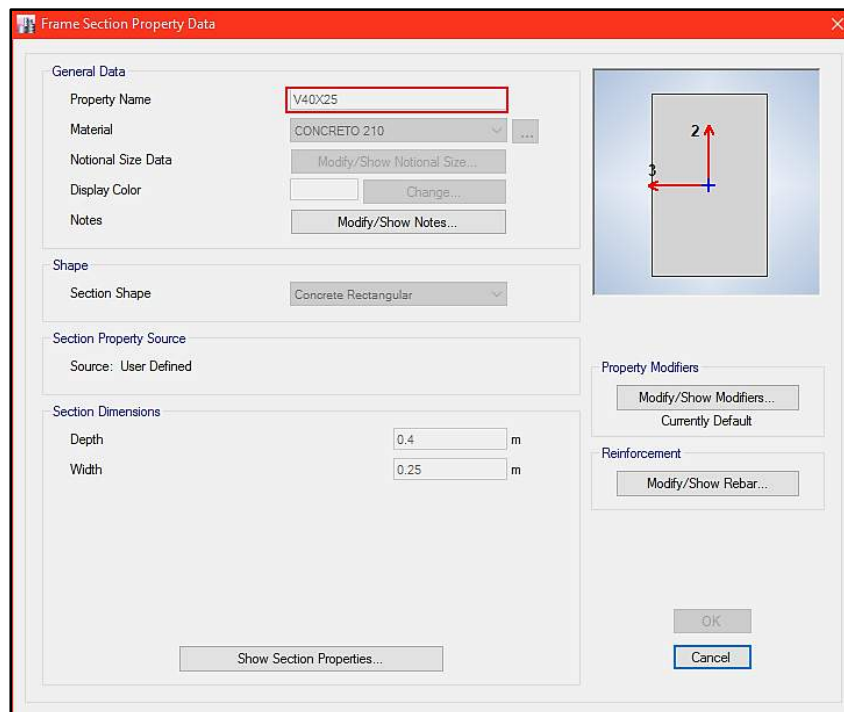 Frame Section Property Data
General Data
Property Name V40X25
Material CONCRETO 210 ...
Notional Size Data Modify/Show Notional Size...
Display Color Change...
Notes Modify/Show Notes...
2
3
Shape
Section Shape Concrete Rectangular
Section Property Source
Source: User Defined
Property Modifiers
Modify/Show Modifiers...
Currently Default
Section Dimensions
Depth 0.4 m
Width 0.25 m
Reinforcement
Modify/Show Rebar...
Show Section Properties...
OK
Cancel